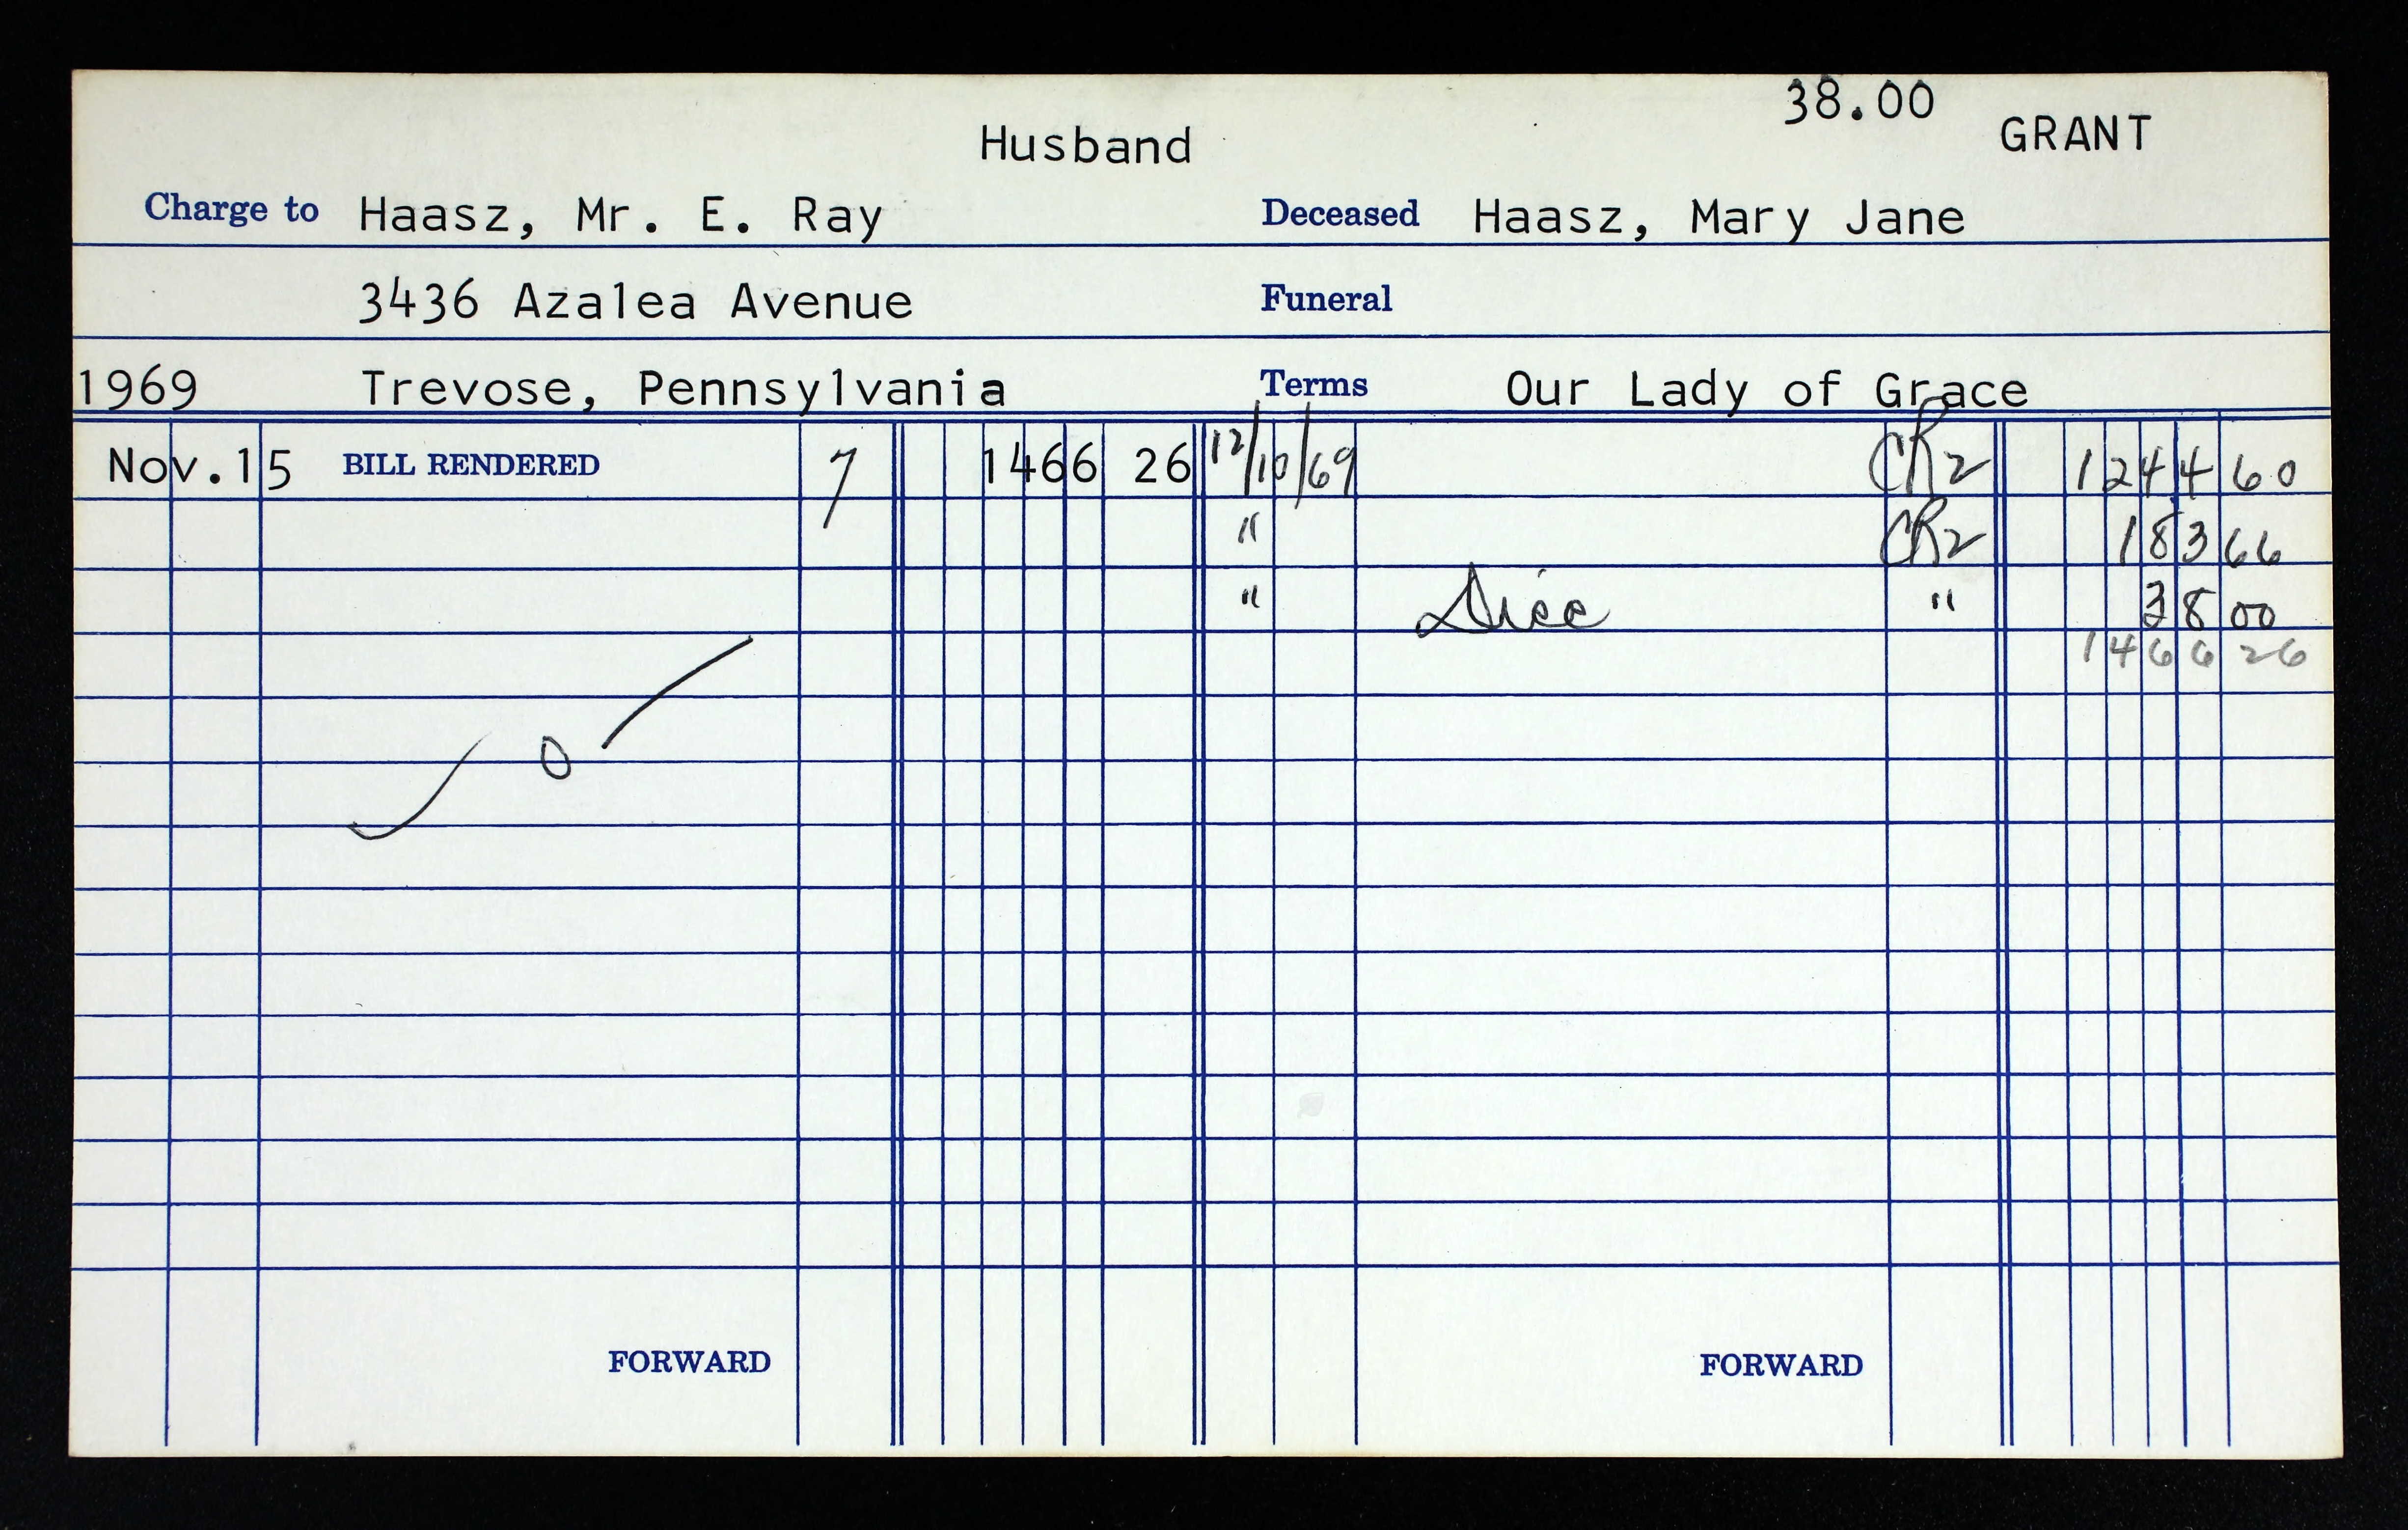 38.00
Husband GRANT
Charge to Haasz, Mr. E. Ray Deceased Haasz, Mary Jane
3436 Azalea Avenue Funeral
1969 Trevose, Pennsylvania Terms Our Lady of Grace
Nov.15 BILL RENDERED 7 1466 26 12/10/69 CR2 1244 60
" CR2 183 66
" Disc " 38 00
1466 26
0
FORWARD FORWARD